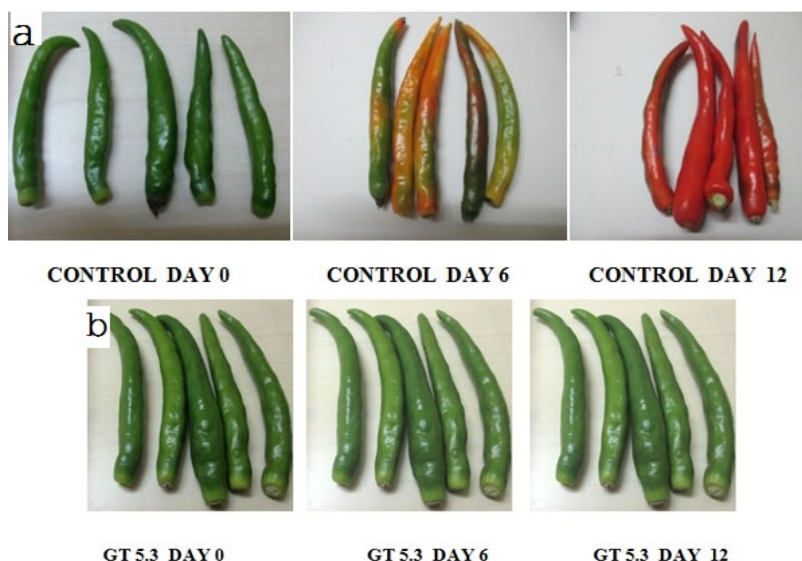 a
CONTROL DAY 0
CONTROL DAY 6
CONTROL DAY 12
b
GT 5.3 DAY 0
GT 5.3 DAY 6
GT 5.3 DAY 12